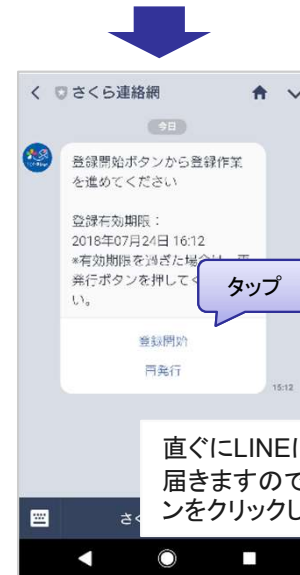 さくら連絡網
今日
登録開始ボタンから登録作業
を進めてください
登録有効期限：
2018年07月24日 16:12
*有効期限を過ぎた場合は、再
発行ボタンを押してく
い。
タップ
登録開始
再発行
15:12
直ぐにLINEに
届きますので
ンをクリックし
さく